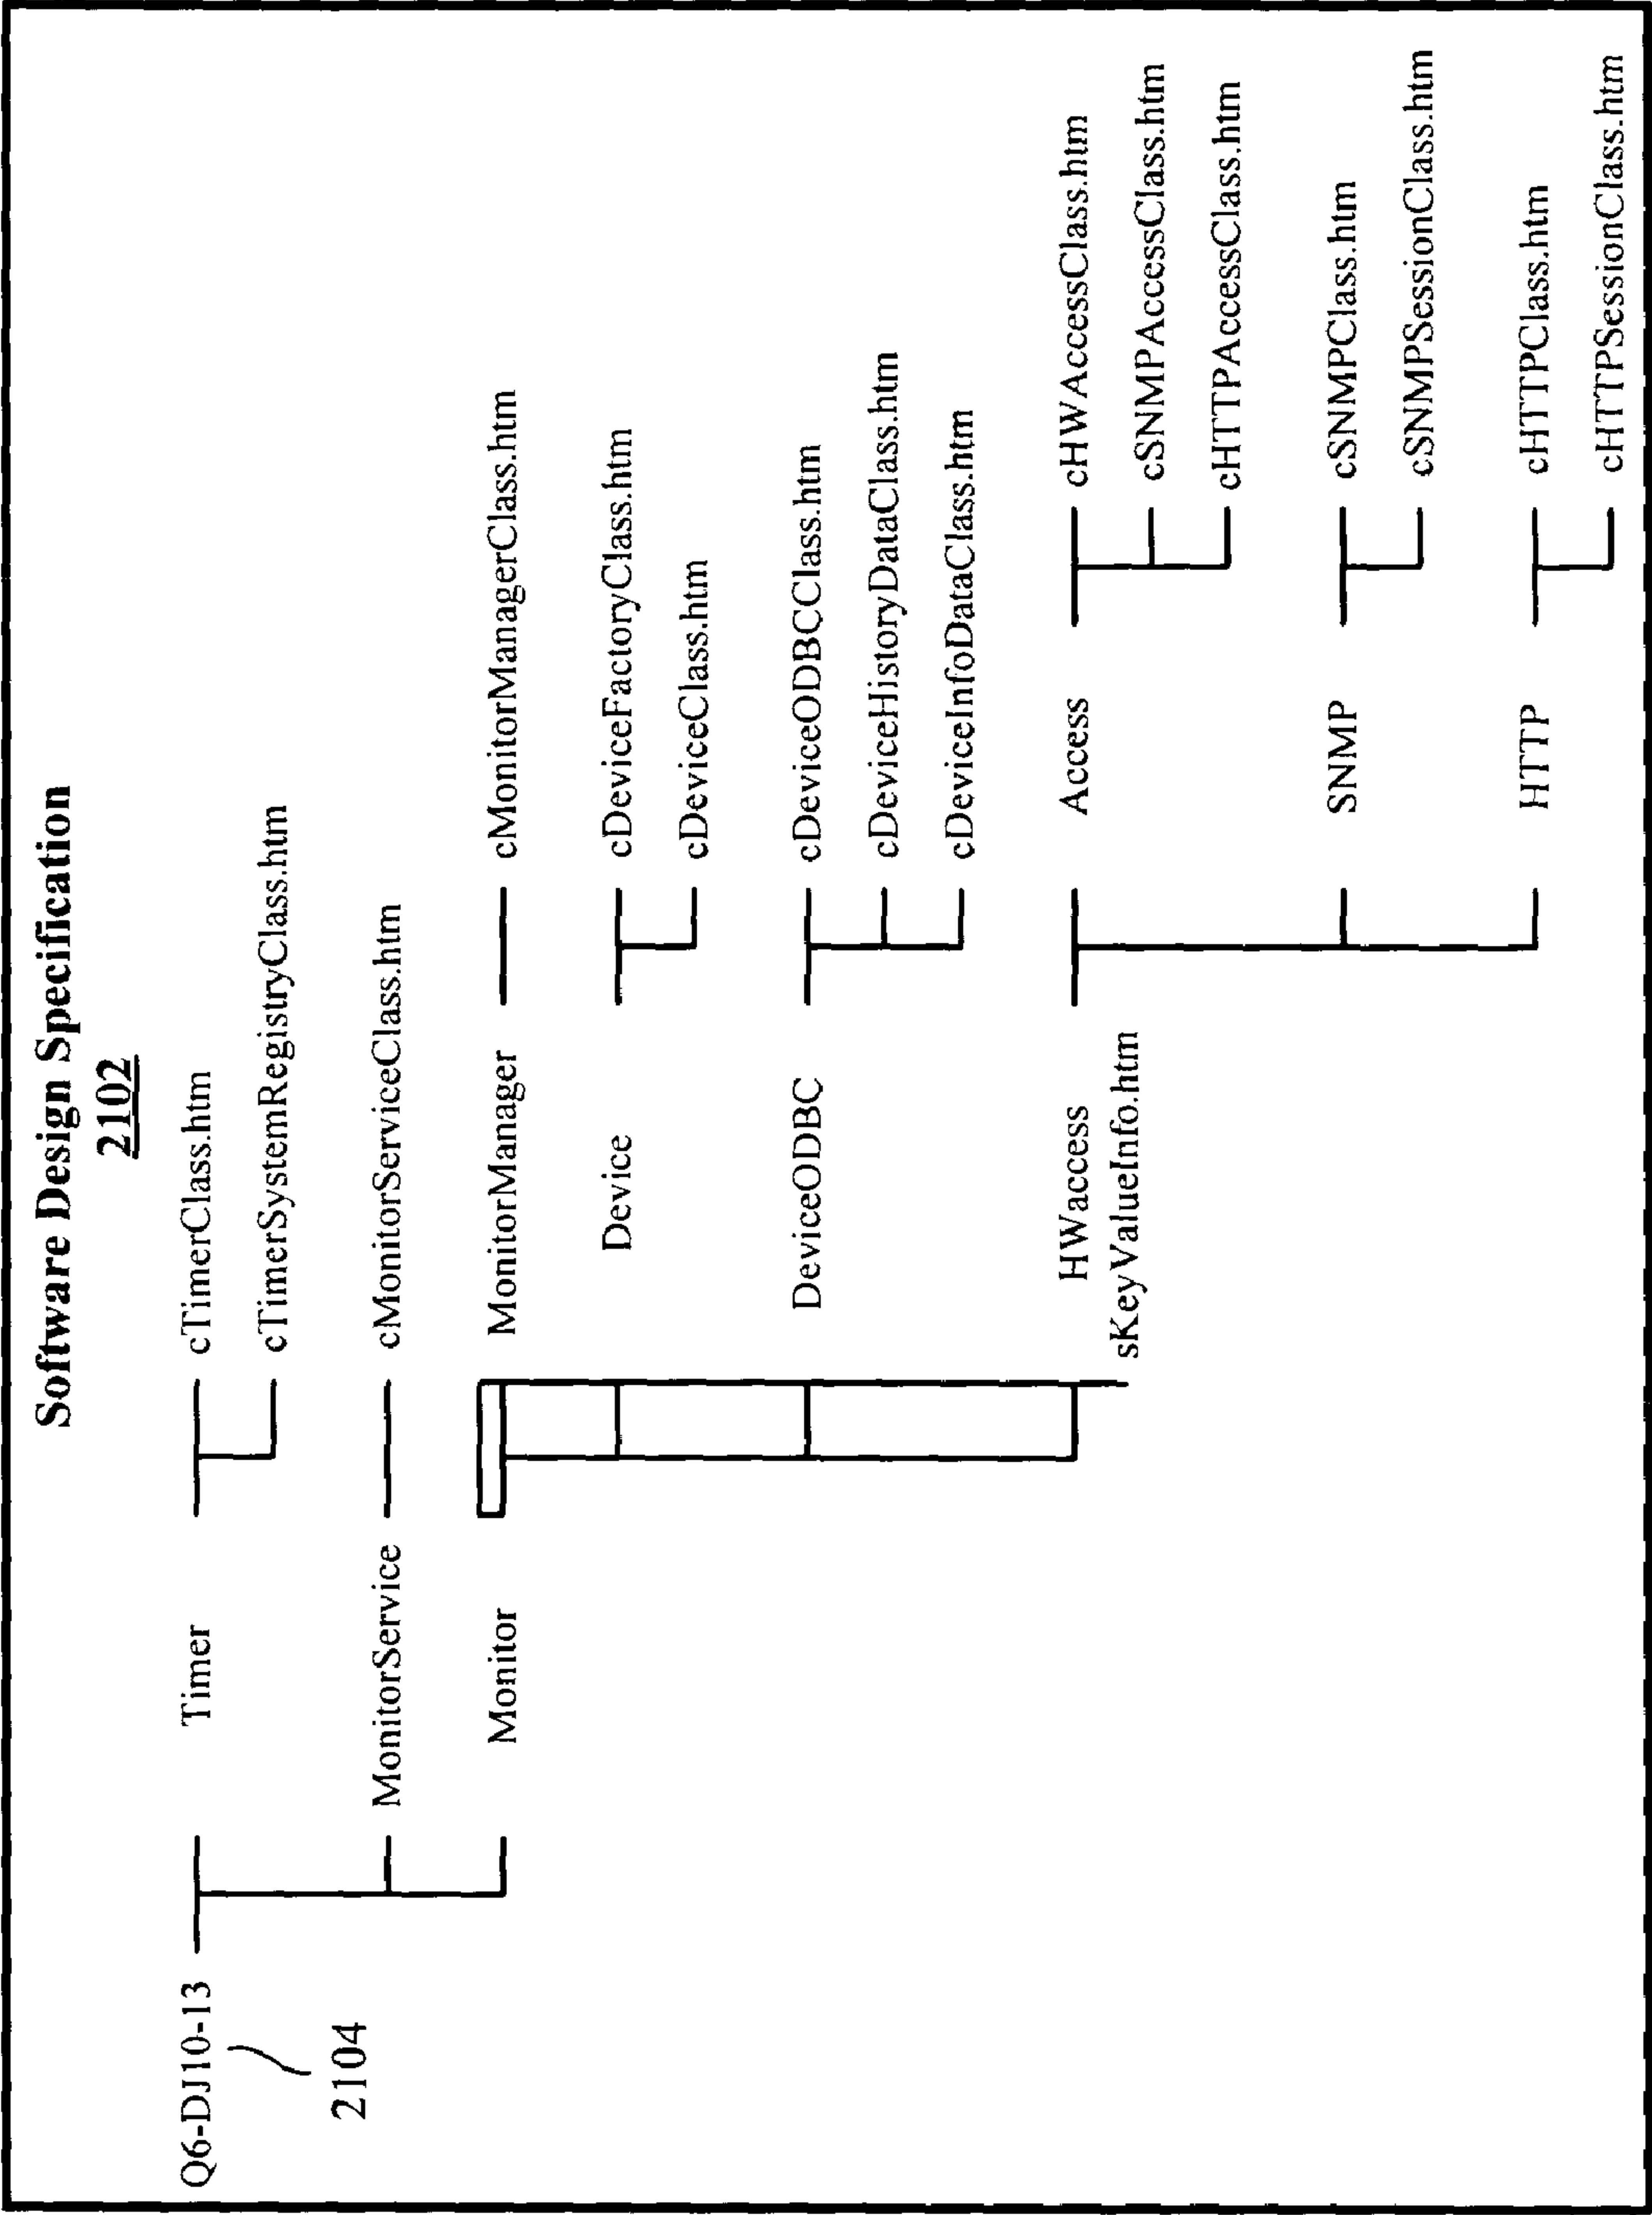 Software Design Specification
2102
Q6-DJ10-13
Timer
cTimerClass.htm
cTimerSystemRegistryClass.htm
2104
MonitorService
cMonitorServiceClass.htm
Monitor
MonitorManager
cMonitorManagerClass.htm
Device
cDeviceFactoryClass.htm
cDeviceClass.htm
DeviceODBC
cDeviceODBCClass.htm
cDeviceHistoryDataClass.htm
cDeviceInfoDataClass.htm
HWaccess
sKeyValueInfo.htm
Access
cHWAccessClass.htm
cSNMPAccessClass.htm
cHTTPAccessClass.htm
SNMP
cSNMPClass.htm
cSNMPSessionClass.htm
HTTP
cHTTPClass.htm
cHTTPSessionClass.htm